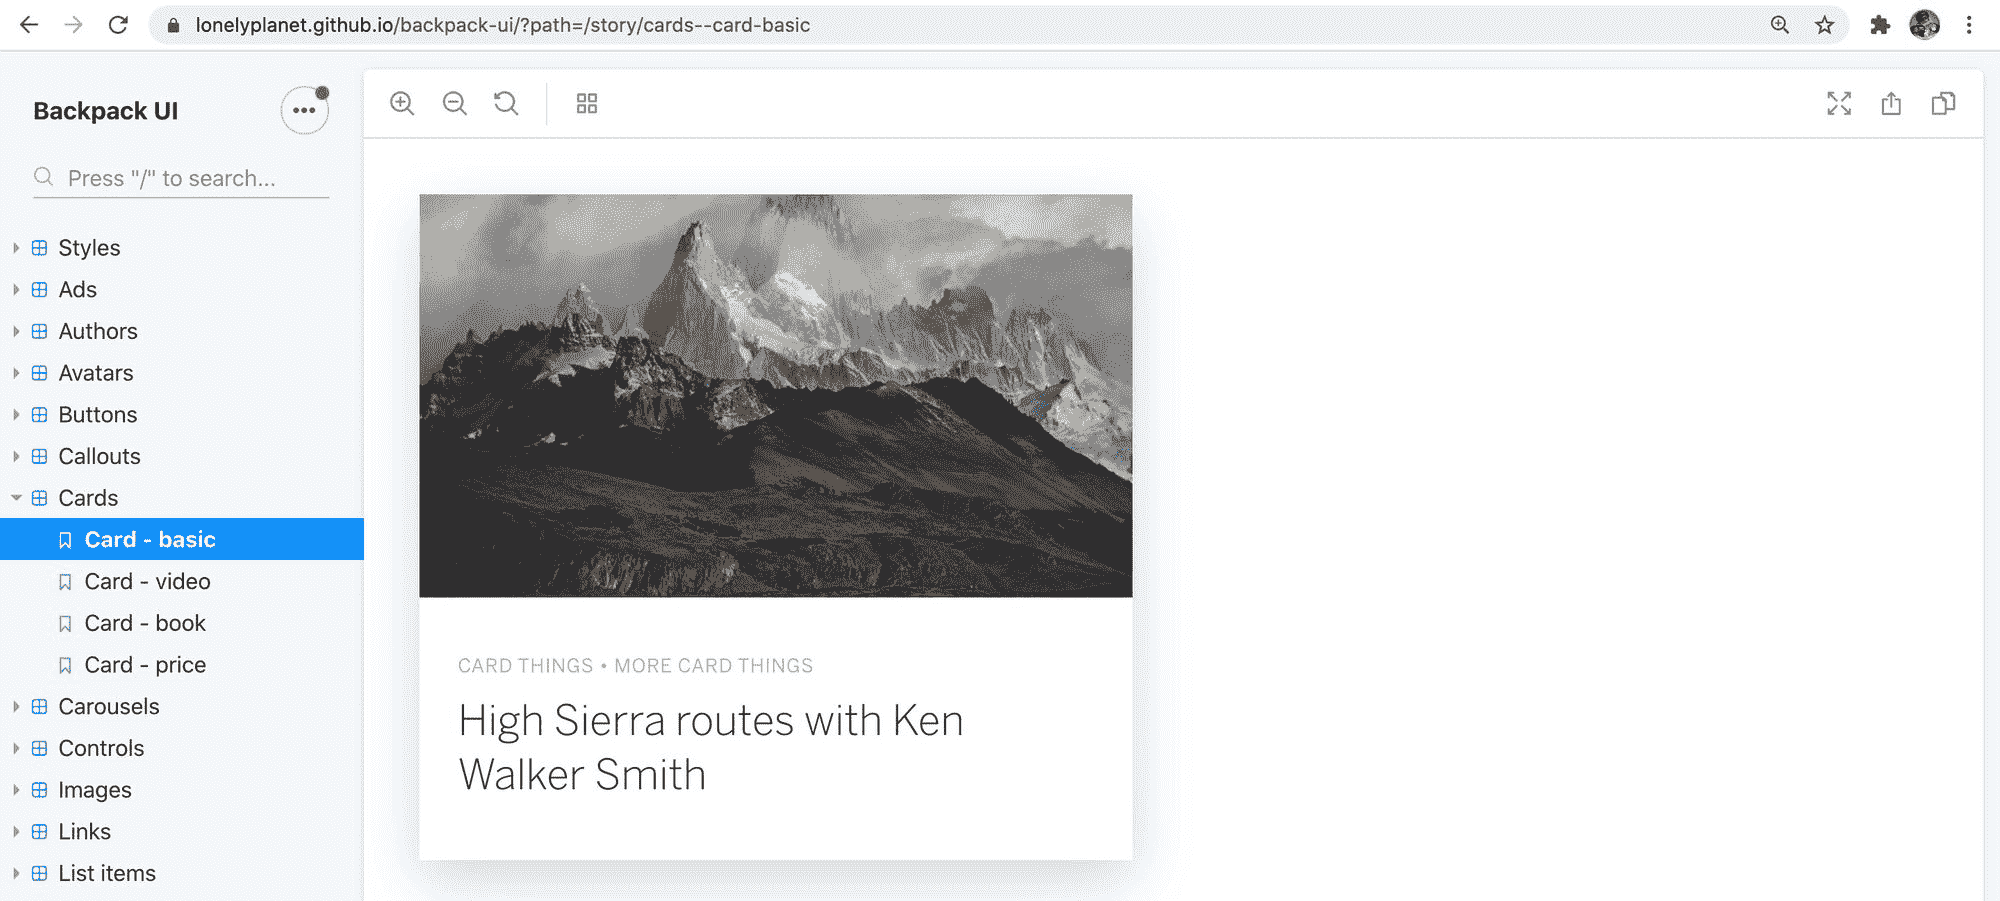 lonelyplanet.github.io/backpack-ui/?path=/story/cards--card-basic
Backpack UI
Press "/" to search...
Styles
Ads
Authors
Avatars
Buttons
Callouts
Cards
Card - basic
Card - video
Card - book
Card - price
Carousels
Controls
Images
Links
List items
CARD THINGS • MORE CARD THINGS
High Sierra routes with Ken
Walker Smith